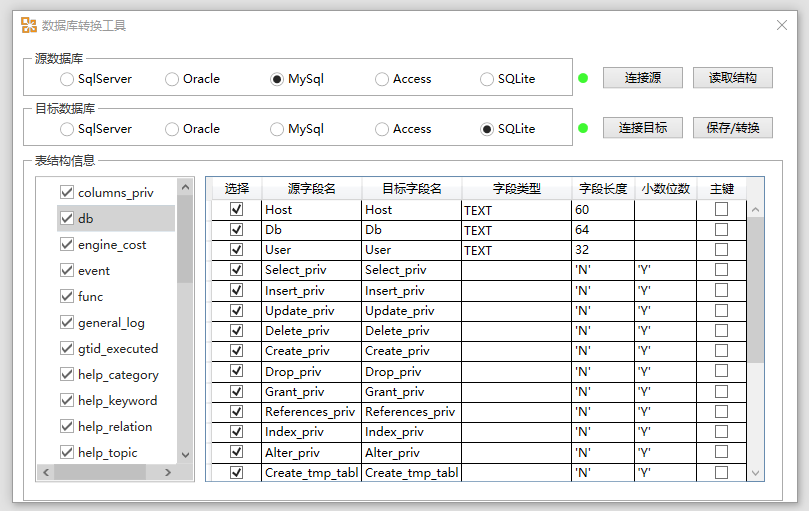 数据库转换工具
源数据库
SqlServer Oracle MySql Access SQLite 连接源 读取结构
目标数据库
SqlServer Oracle MySql Access SQLite 连接目标 保存/转换
表结构信息
columns_priv
db
engine_cost
event
func
general_log
gtid_executed
help_category
help_keyword
help_relation
help_topic
选择 源字段名 目标字段名 字段类型 字段长度 小数位数 主键
Host Host TEXT 60
Db Db TEXT 64
User User TEXT 32
Select_priv Select_priv 'N' 'Y'
Insert_priv Insert_priv 'N' 'Y'
Update_priv Update_priv 'N' 'Y'
Delete_priv Delete_priv 'N' 'Y'
Create_priv Create_priv 'N' 'Y'
Drop_priv Drop_priv 'N' 'Y'
Grant_priv Grant_priv 'N' 'Y'
References_priv References_priv 'N' 'Y'
Index_priv Index_priv 'N' 'Y'
Alter_priv Alter_priv 'N' 'Y'
Create_tmp_tabl Create_tmp_tabl 'N' 'Y'